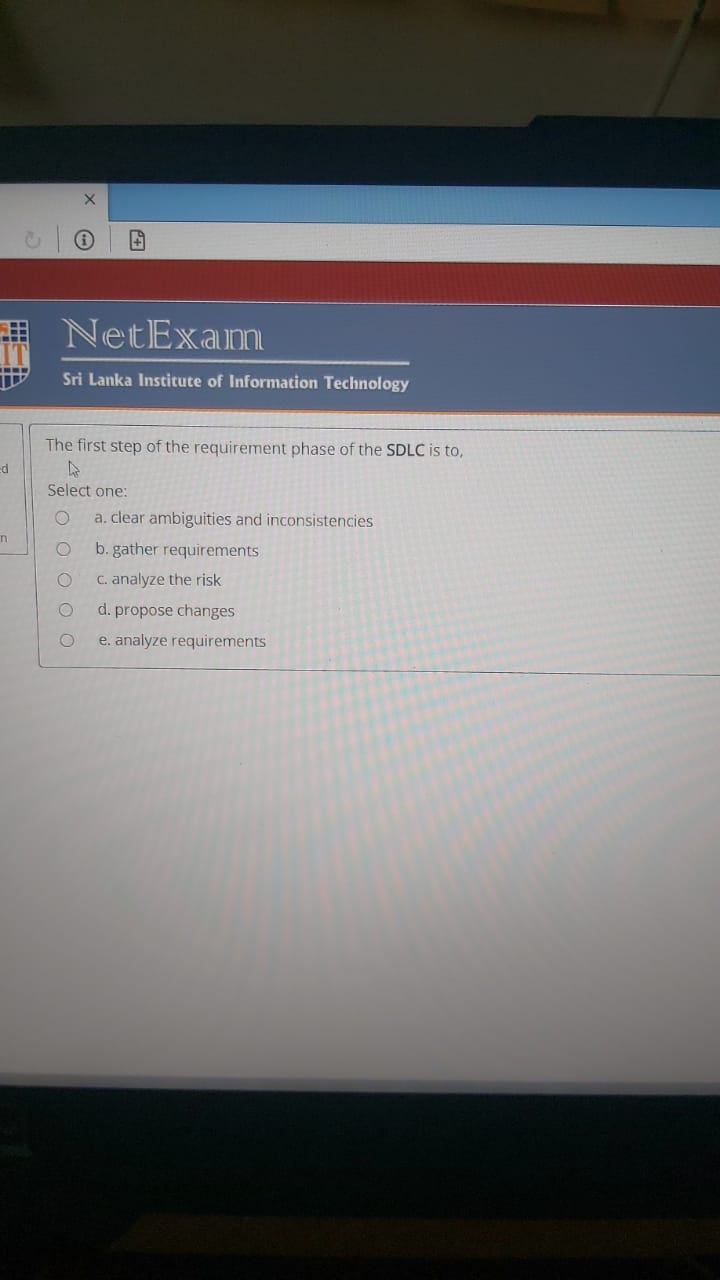 NetExam
IT
Sri Lanka Institute of Information Technology
The first step of the requirement phase of the SDLC is to,
Select one:
a. clear ambiguities and inconsistencies
b. gather requirements
c. analyze the risk
d. propose changes
e. analyze requirements